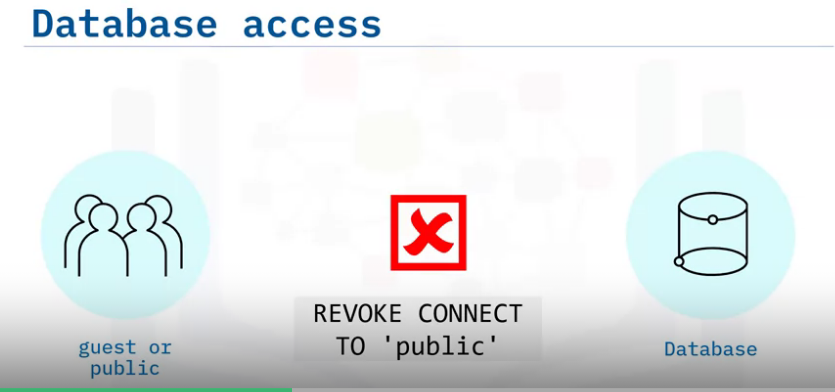 Database access
REVOKE CONNECT
TO 'public'
guest or
public
Database